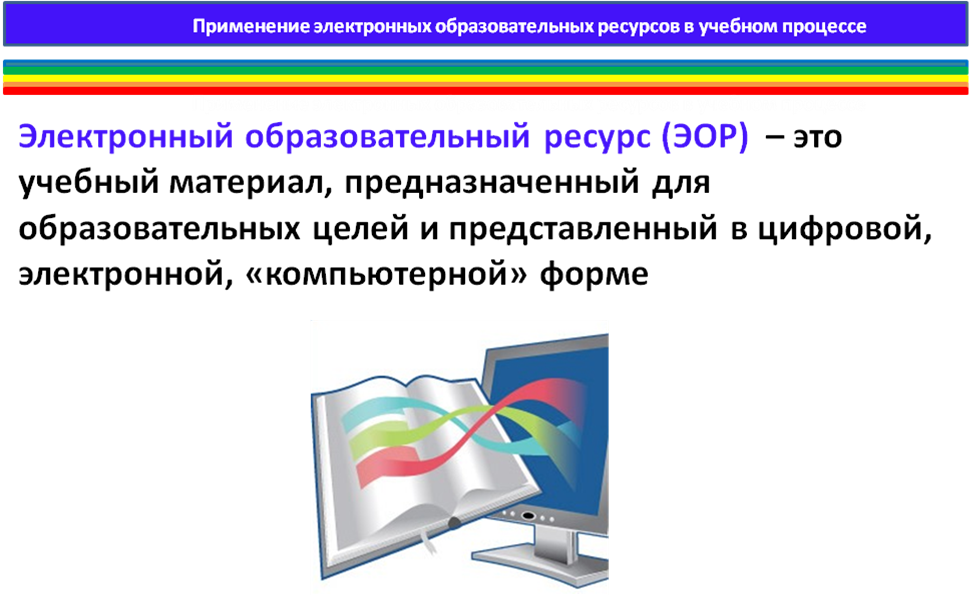 Применение электронных образовательных ресурсов в учебном процессе
Электронный образовательный ресурс (ЭОР) – это
учебный материал, предназначенный для
образовательных целей и представленный в цифровой,
электронной, «компьютерной» форме